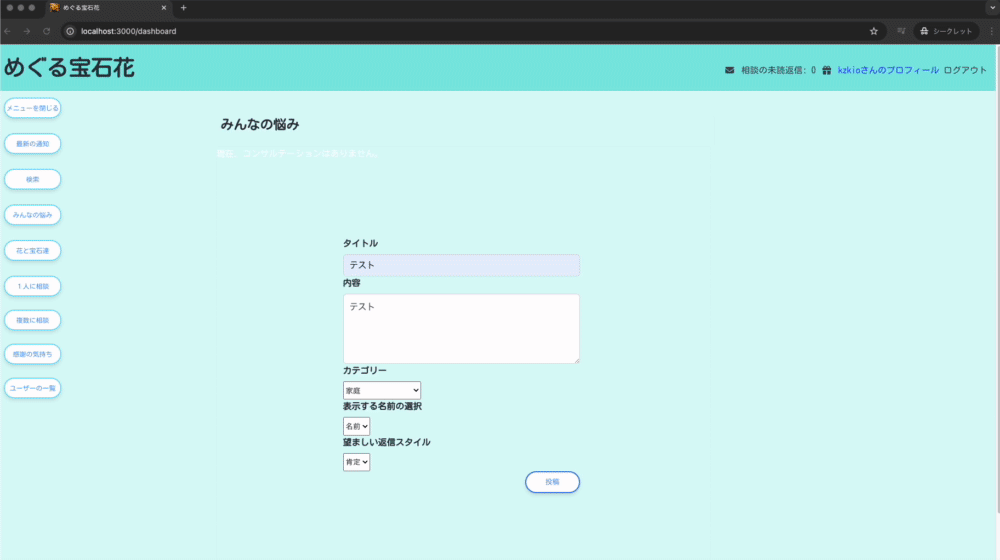 めぐる宝石花
localhost:3000/dashboard
シークレット
めぐる宝石花
相談の未読返信: 0 kzkioさんのプロフィール ログアウト
メニューを閉じる
最新の通知
検索
みんなの悩み
花と宝石達
1人に相談
複数に相談
感謝の気持ち
ユーザーの一覧
みんなの悩み
現在、コンサルテーションはありません。
タイトル
テスト
内容
テスト
カテゴリー
家庭
表示する名前の選択
名前
望ましい返信スタイル
肯定
投稿